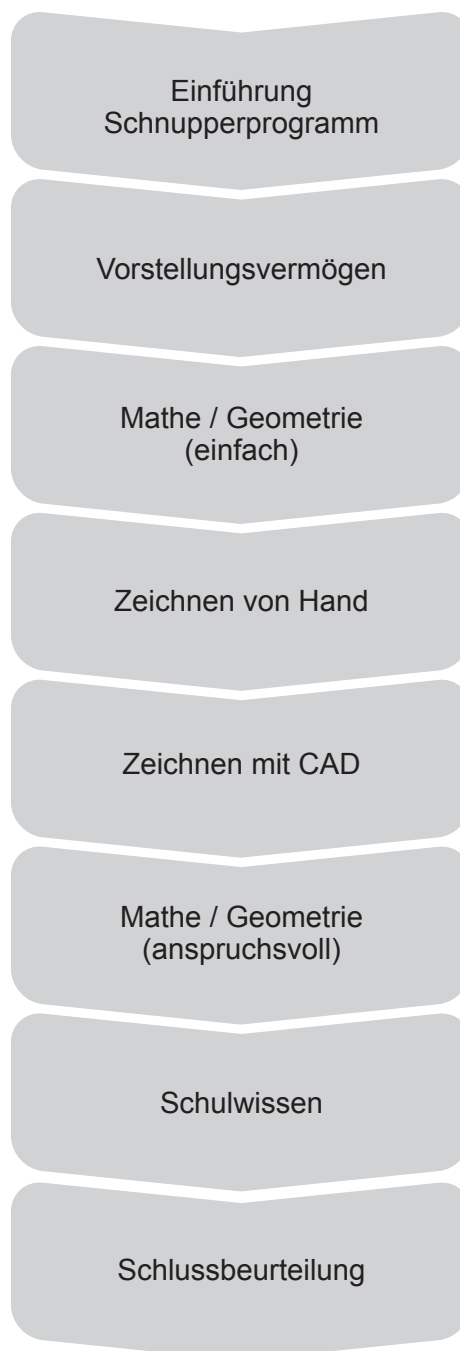 Einführung
Schnupperprogramm
Vorstellungsvermögen
Mathe / Geometrie
(einfach)
Zeichnen von Hand
Zeichnen mit CAD
Mathe / Geometrie
(anspruchsvoll)
Schulwissen
Schlussbeurteilung